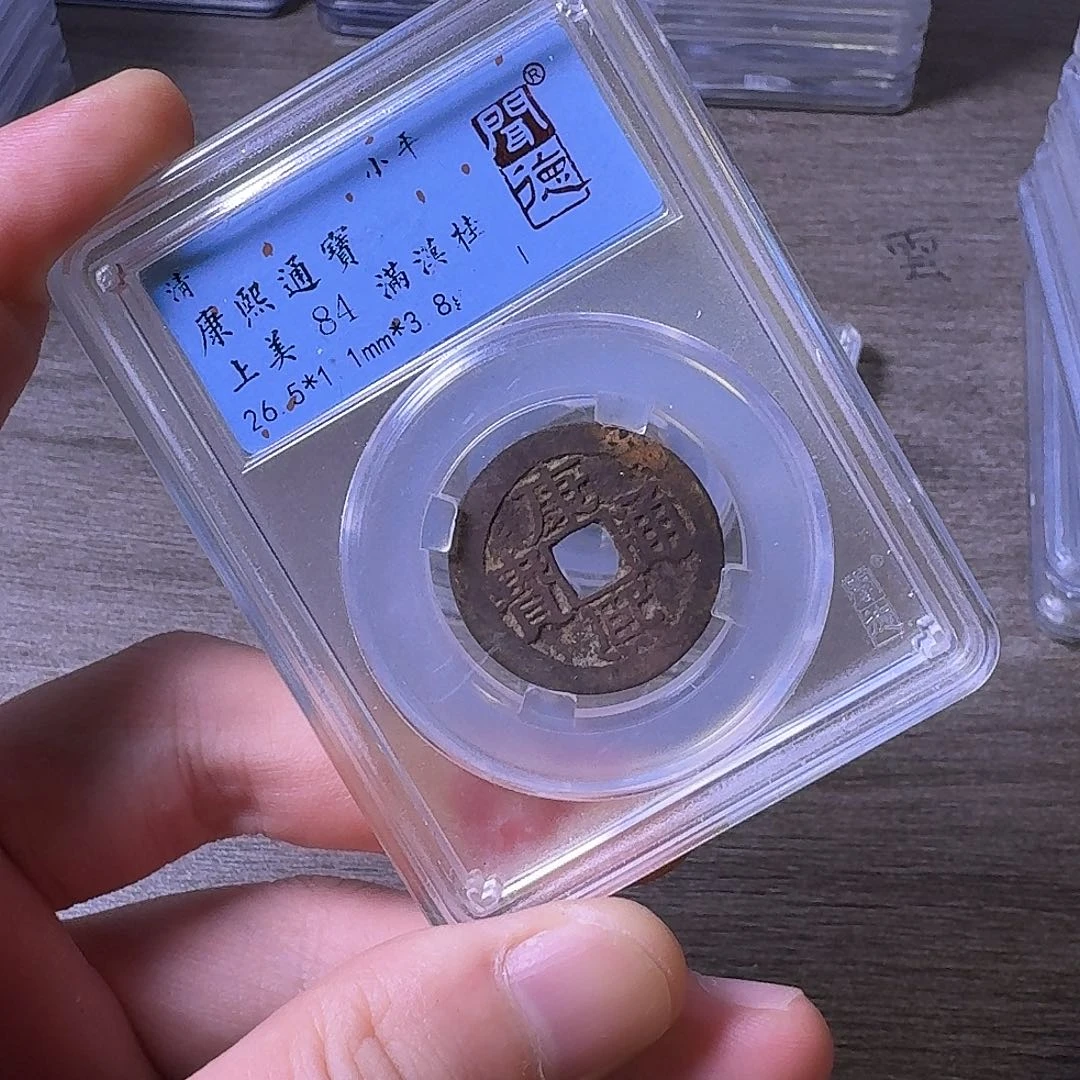 聞德®
小平
清 康熙通寶
上美 84 滿漢桂
26.5*1.1mm*3.8g 1
康熙通寶